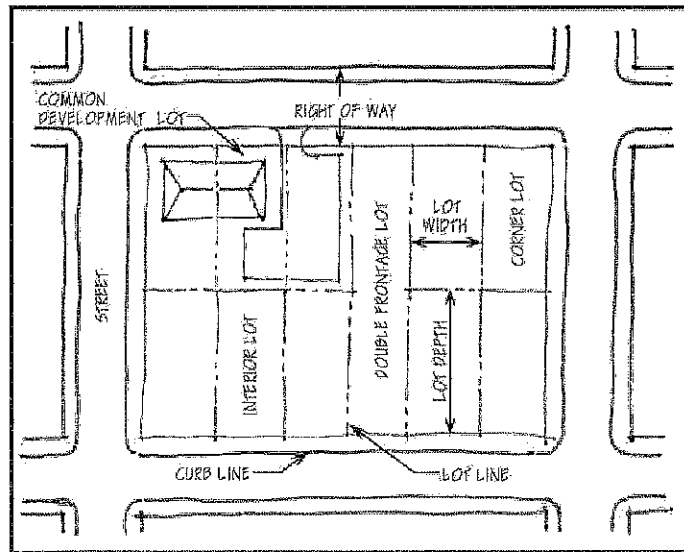 COMMON
DEVELOPMENT LOT
RIGHT OF WAY
LOT
WIDTH
CORNER LOT
STREET
INTERIOR LOT
DOUBLE FRONTAGE LOT
LOT DEPTH
CURB LINE
LOT LINE